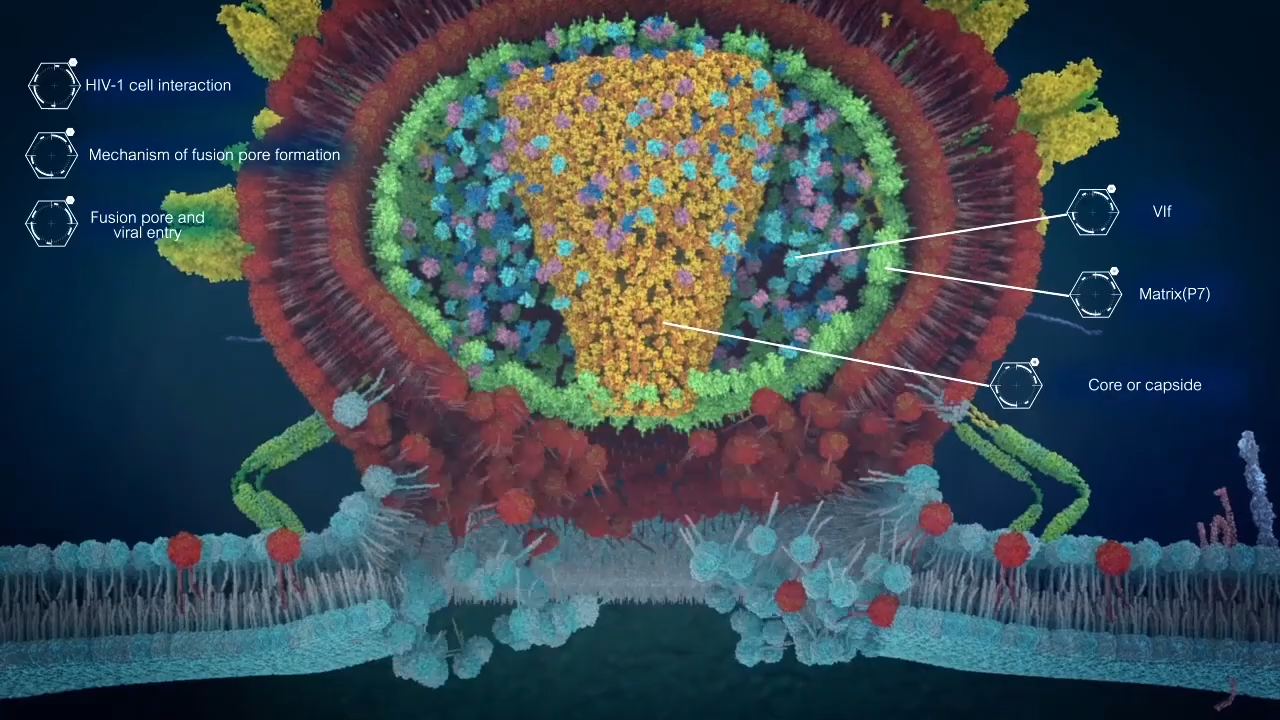 HIV-1 cell interaction
Mechanism of fusion pore formation
Fusion pore and
viral entry
VIf
Matrix(P7)
Core or capside